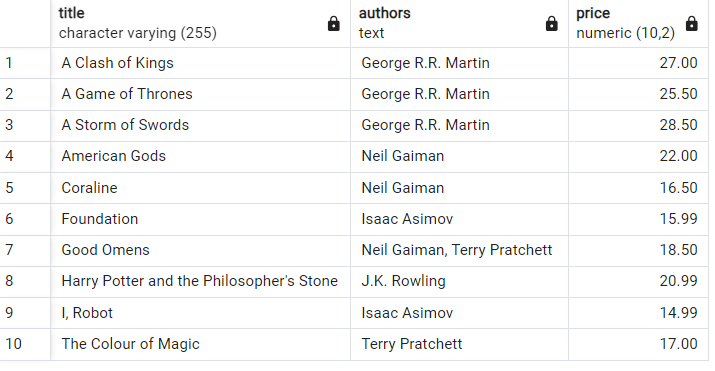 title authors price
character varying (255) text numeric (10,2)
1 A Clash of Kings George R.R. Martin 27.00
2 A Game of Thrones George R.R. Martin 25.50
3 A Storm of Swords George R.R. Martin 28.50
4 American Gods Neil Gaiman 22.00
5 Coraline Neil Gaiman 16.50
6 Foundation Isaac Asimov 15.99
7 Good Omens Neil Gaiman, Terry Pratchett 18.50
8 Harry Potter and the Philosopher's Stone J.K. Rowling 20.99
9 I, Robot Isaac Asimov 14.99
10 The Colour of Magic Terry Pratchett 17.00